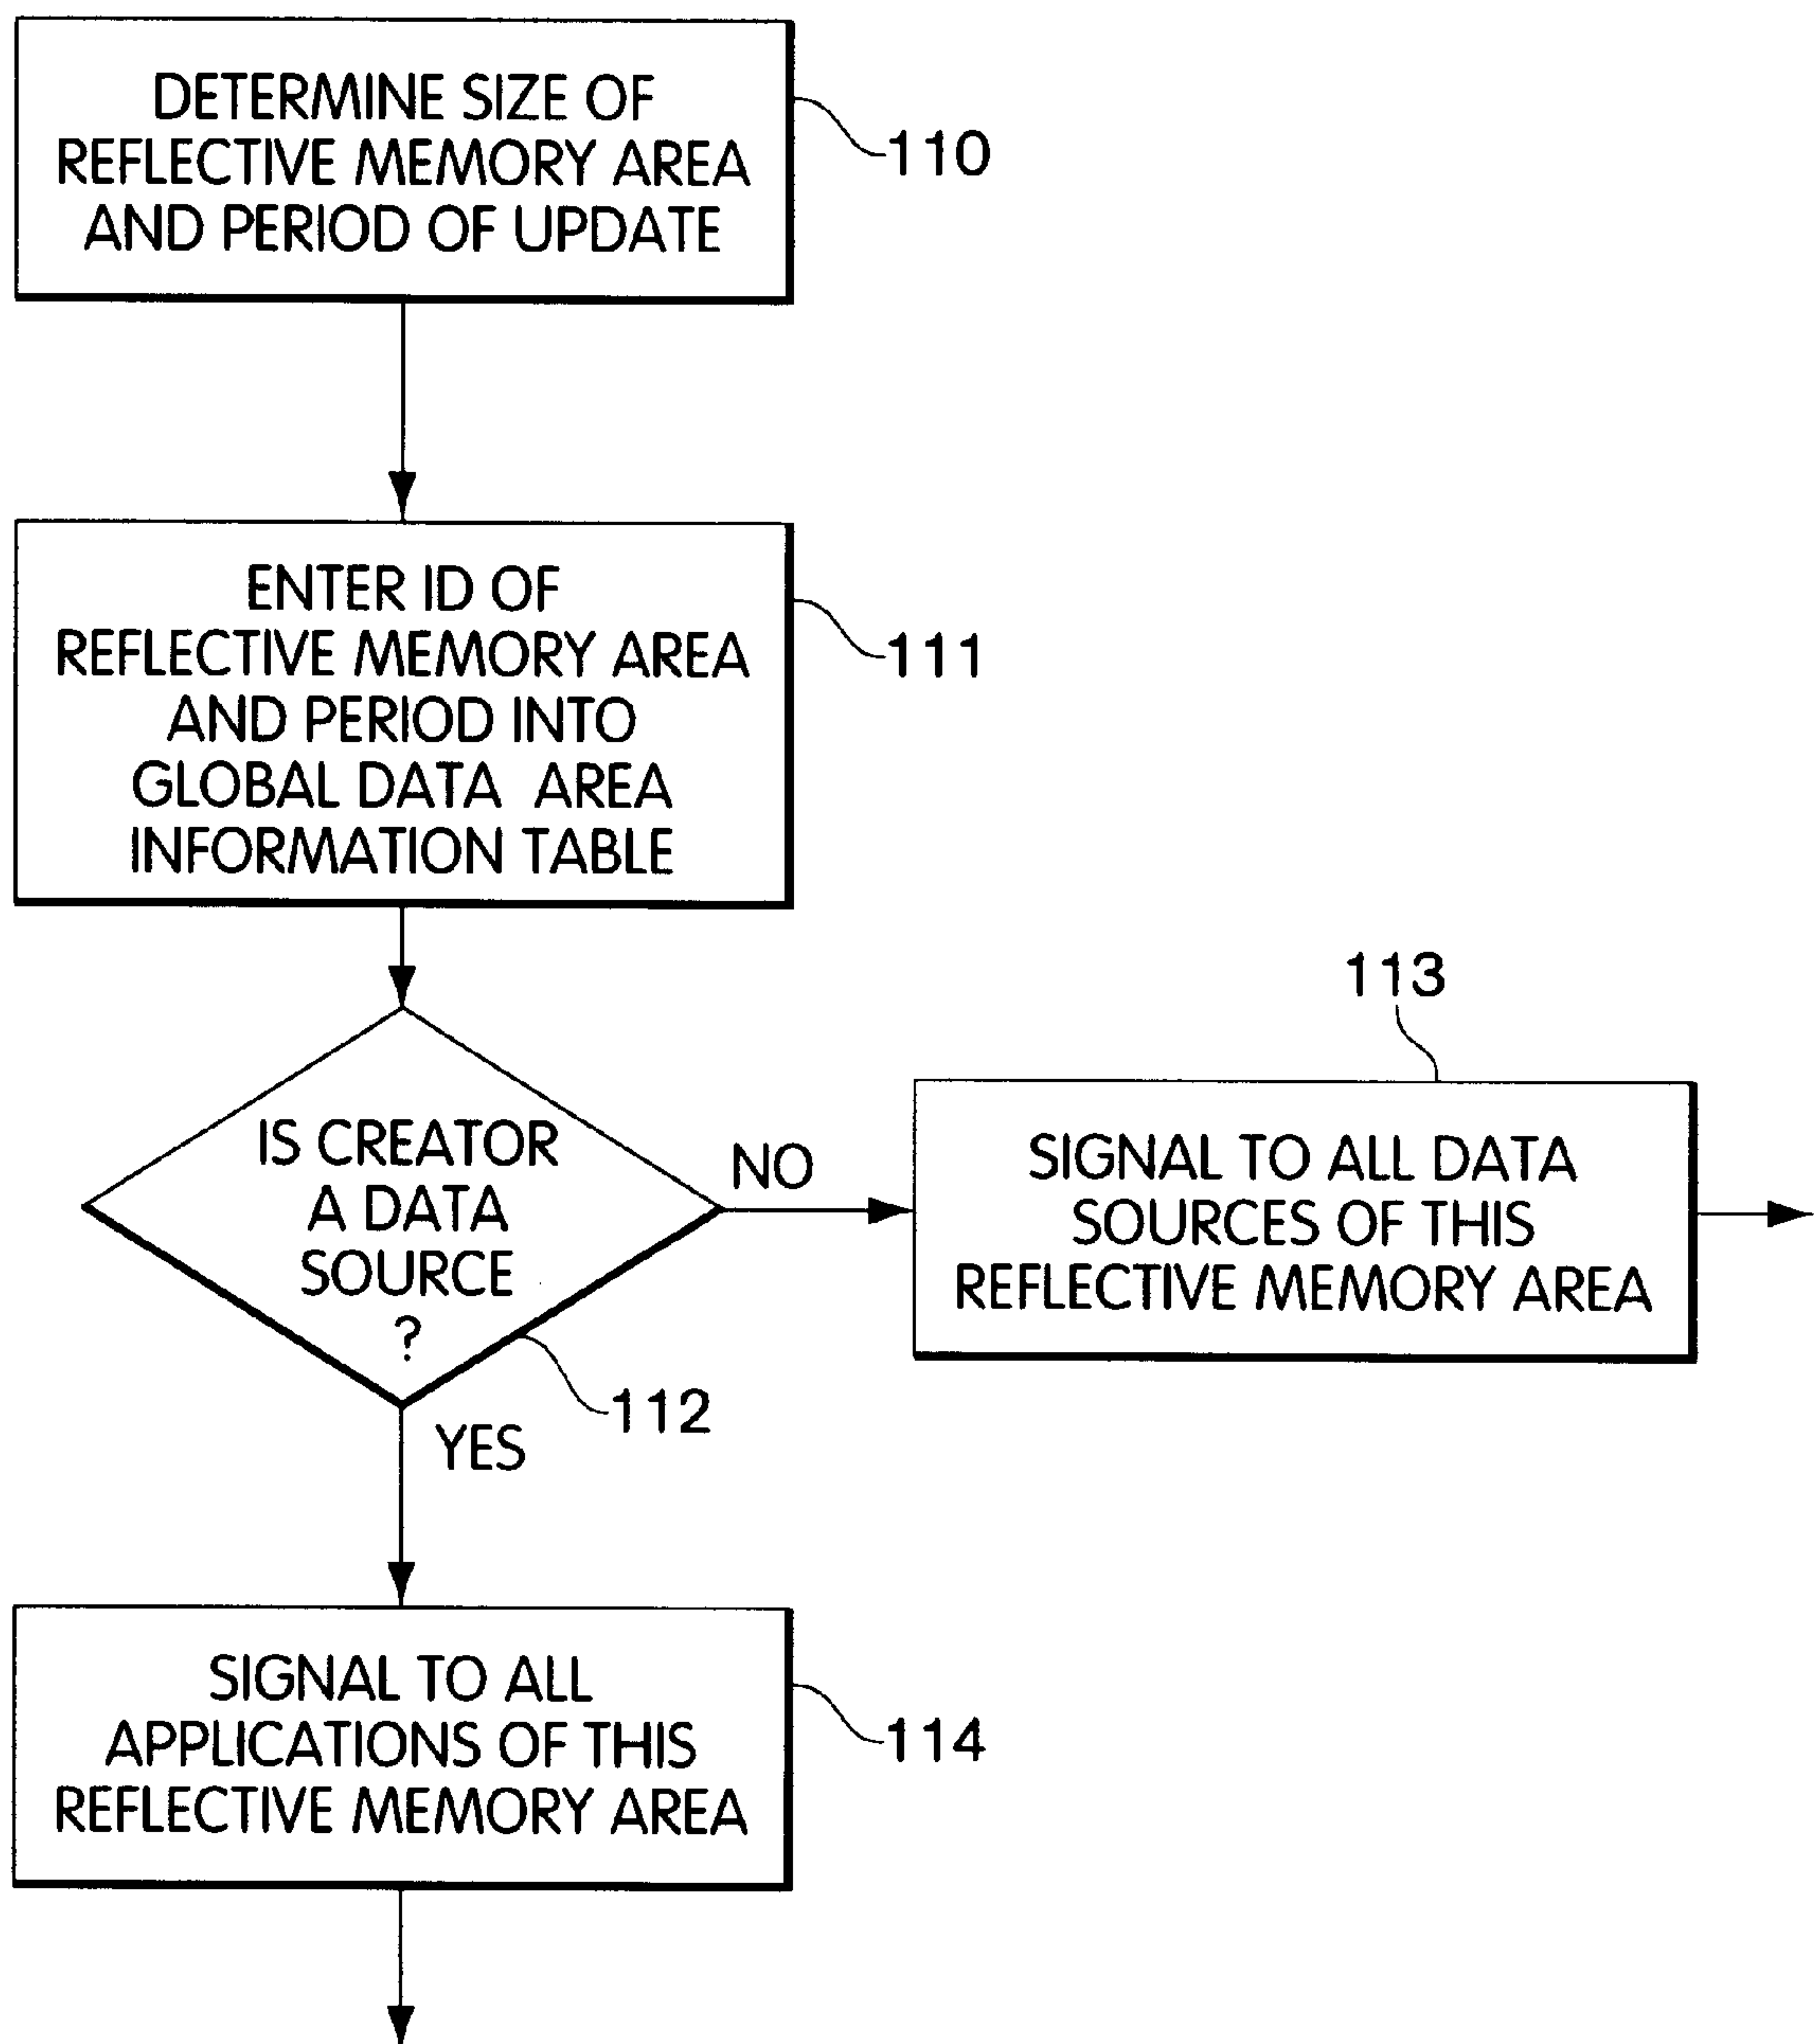 DETERMINE SIZE OF
REFLECTIVE MEMORY AREA
AND PERIOD OF UPDATE
110
ENTER ID OF
REFLECTIVE MEMORY AREA
AND PERIOD INTO
GLOBAL DATA AREA
INFORMATION TABLE
111
IS CREATOR
A DATA
SOURCE
?
112
NO
113
SIGNAL TO ALL DATA
SOURCES OF THIS
REFLECTIVE MEMORY AREA
YES
SIGNAL TO ALL
APPLICATIONS OF THIS
REFLECTIVE MEMORY AREA
114